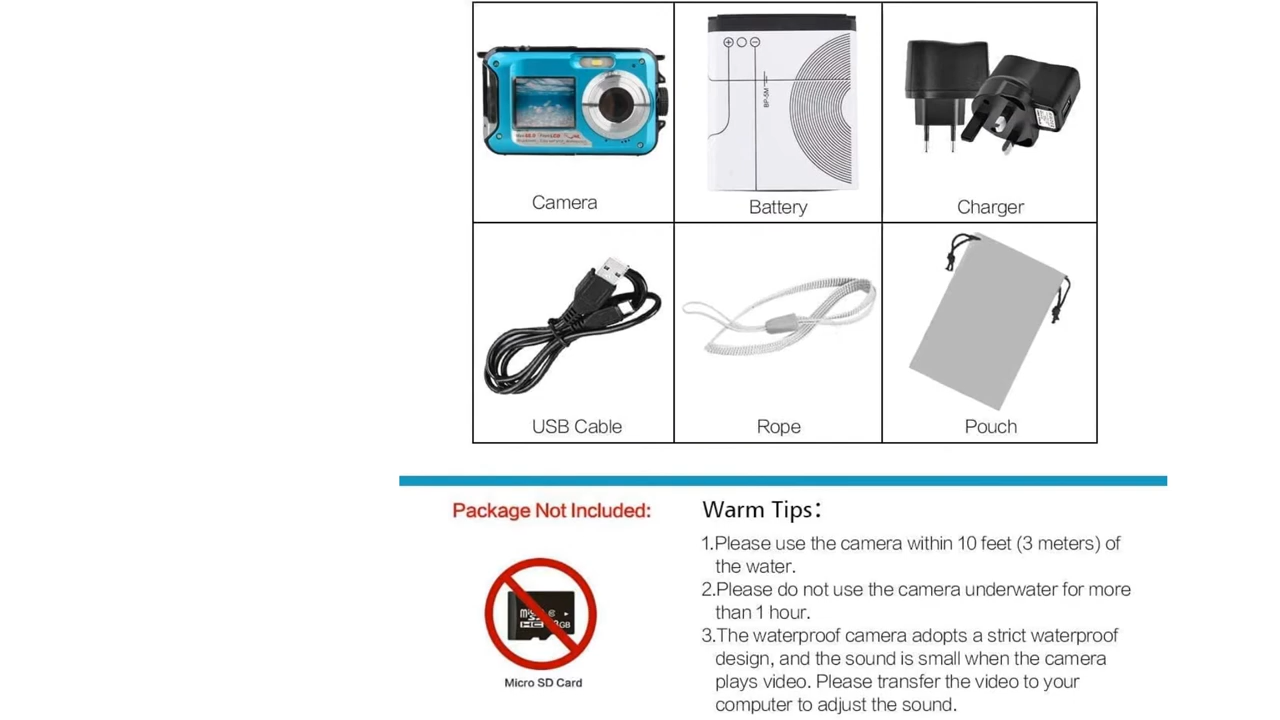 BP-5M
Camera
Battery
Charger
USB Cable
Rope
Pouch
Package Not Included:
Micro SD Card
Warm Tips:
1.Please use the camera within 10 feet (3 meters) of
the water.
2.Please do not use the camera underwater for more
than 1 hour.
3.The waterproof camera adopts a strict waterproof
design, and the sound is small when the camera
plays video. Please transfer the video to your
computer to adjust the sound.